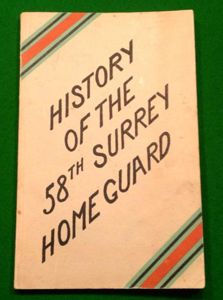 HISTORY
OF THE
58TH SURREY
HOME GUARD